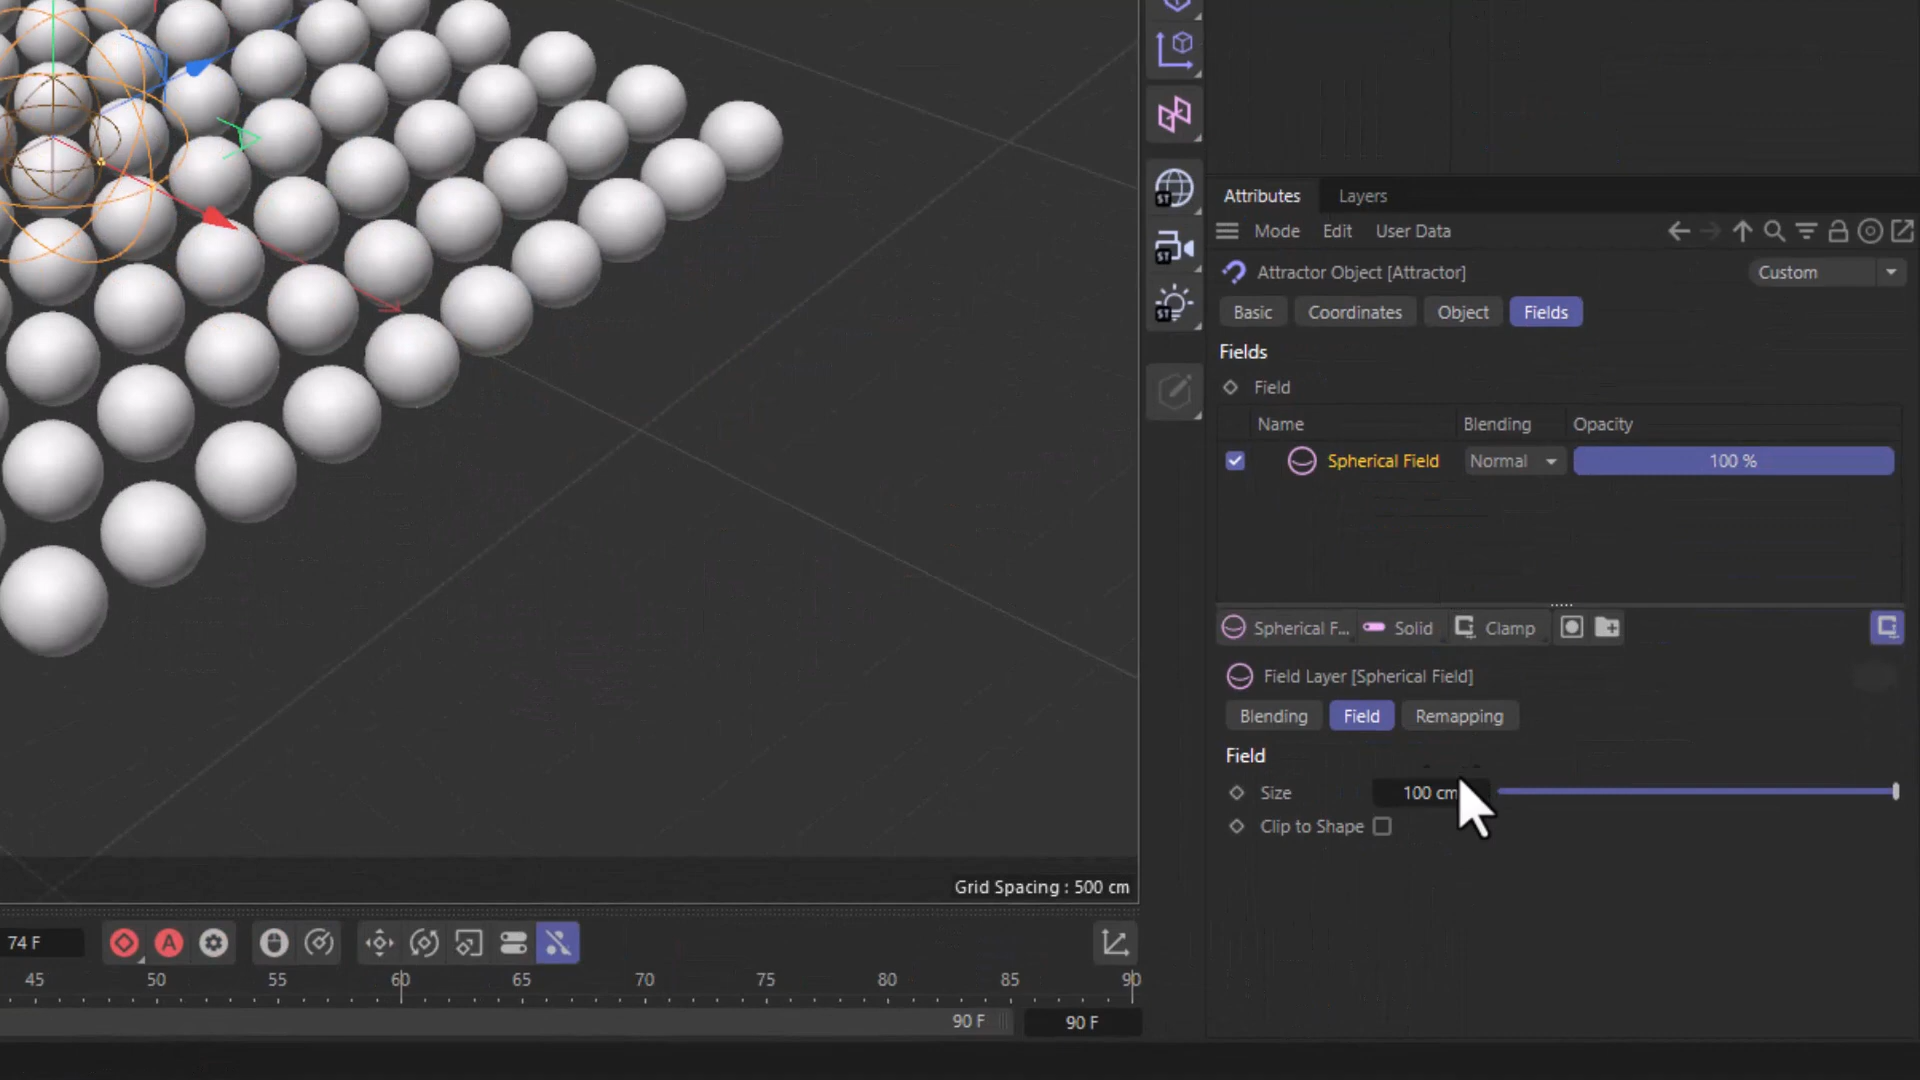 Attributes
Layers
Mode
Edit
User Data
Attractor Object [Attractor]
Custom
Basic
Coordinates
Object
Fields
Fields
Field
Name
Blending
Opacity
Spherical Field
Normal
100 %
Spherical F...
Solid
Clamp
Field Layer [Spherical Field]
Blending
Field
Remapping
Field
Size
100 cm
Clip to Shape
Grid Spacing : 500 cm
74 F
A
45
50
55
60
65
70
75
80
85
90
90 F
90 F
ST
ST
ST